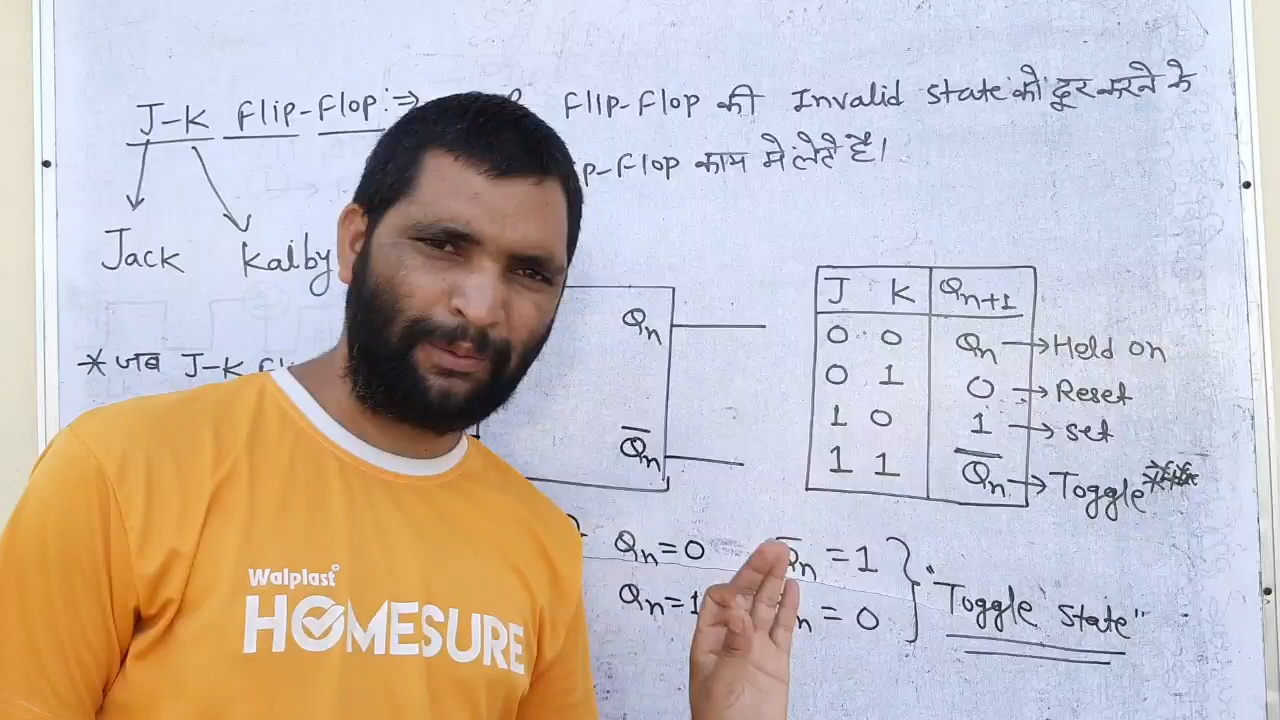 J-K Flip-Flop :⇒ Flip-Flop की Invalid state को दूर करने के
p-Flop काम मे लेते है।
Jack Kalby
* जब J-K
Qn
Q̅n
J K Qn+1
0 0 Qn → Held on
0 1 0 → Reset
1 0 1 → set
1 1 Q̅n → Toggle***
Qn = 0 Q̅n = 1
Qn = 1 n = 0
"Toggle state"
Walplast
HOMESURE